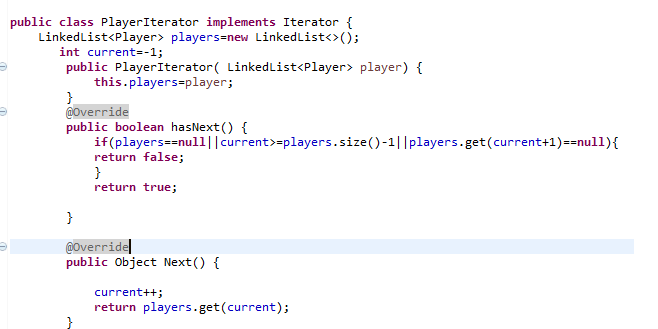 public class PlayerIterator implements Iterator {
LinkedList<Player> players=new LinkedList<>();
int current=-1;
public PlayerIterator( LinkedList<Player> player) {
this.players=player;
}
@Override
public boolean hasNext() {
if(players==null||current>=players.size()-1||players.get(current+1)==null){
return false;
}
return true;
}
@Override
public Object Next() {
current++;
return players.get(current);
}